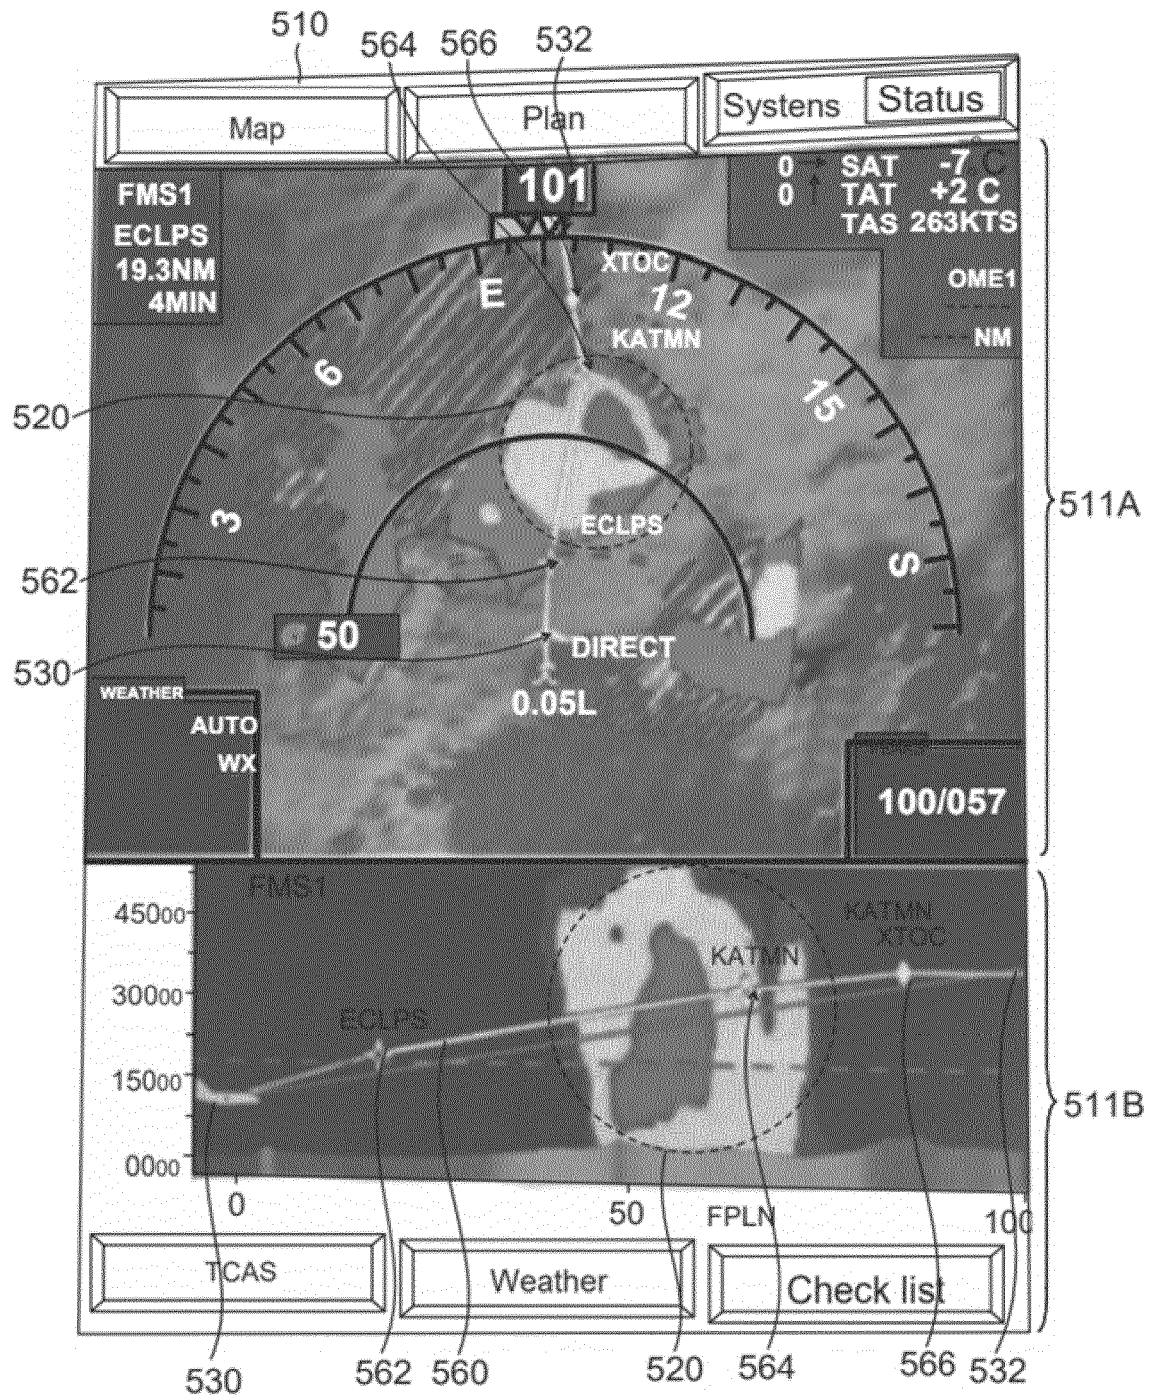 510
564 566 532
Map
Plan
Systens Status
FMS1
ECLPS
19.3NM
4MIN
101
0 → SAT -7°C
0 ↑ TAT +2 C
TAS 263KTS
OME1
NM
XTOC
E
12
KATMN
6
15
520
511A
3
ECLPS
S
562
50
DIRECT
530
0.05L
WEATHER
AUTO
WX
100/057
FMS1
45000
KATMN
XTOC
KATMN
30000
ECLPS
15000
511B
0000
0
50
FPLN
100
TCAS
Weather
Check list
530 562 560 520 564 566 532